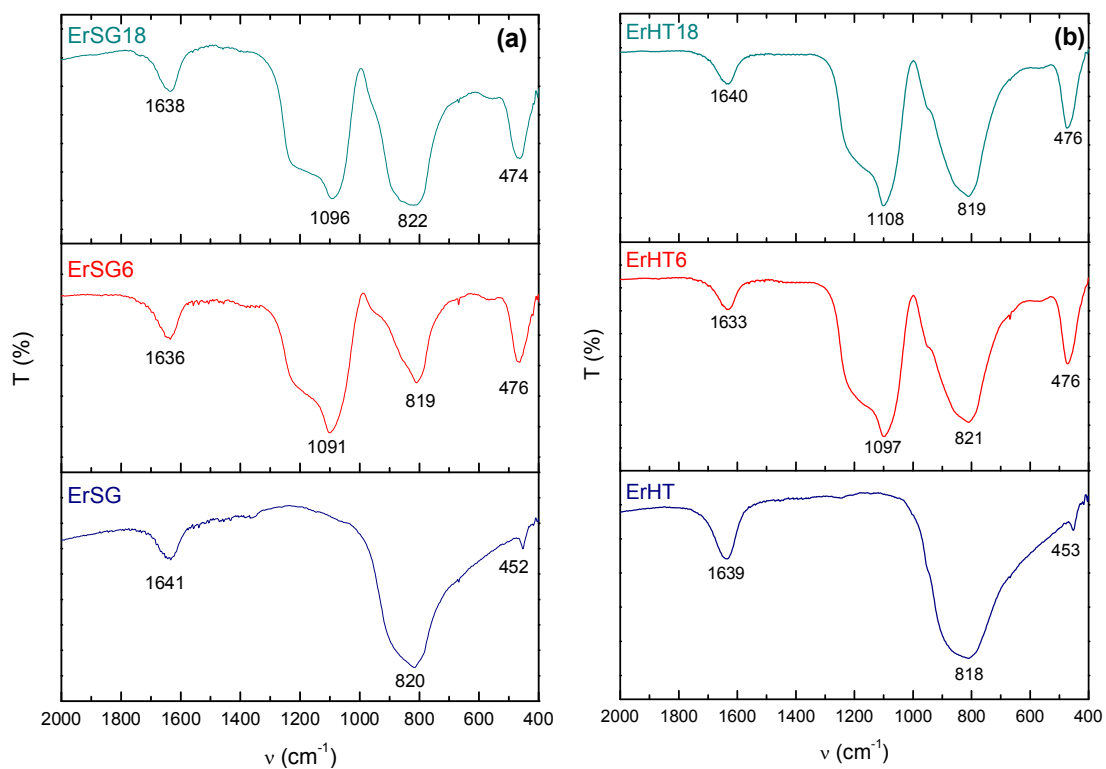 ErSG18
(a)
1638
1096
822
474
ErSG6
1636
1091
819
476
ErSG
1641
820
452
T (%)
2000 1800 1600 1400 1200 1000 800 600 400
ν (cm⁻¹)
ErHT18
(b)
1640
1108
819
476
ErHT6
1633
1097
821
476
ErHT
1639
818
453
T (%)
2000 1800 1600 1400 1200 1000 800 600 400
ν (cm⁻¹)